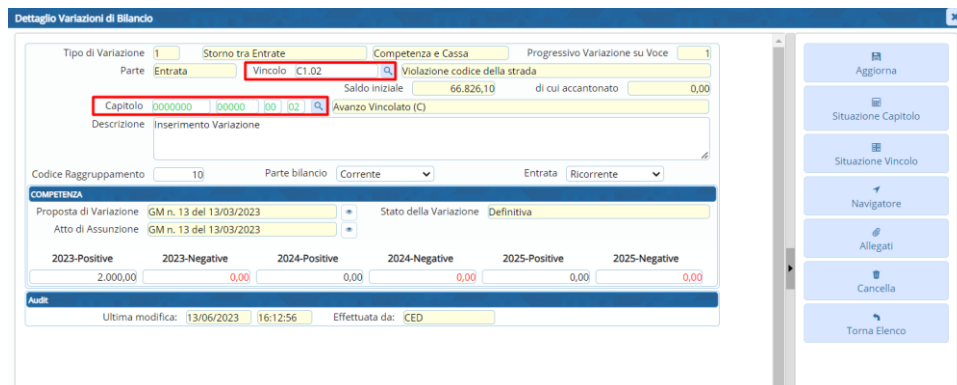 Dettaglio Variazioni di Bilancio
Tipo di Variazione 1 Storno tra Entrate Competenza e Cassa Progressivo Variazione su Voce 1
Parte Entrata Vincolo C1.02 Violazione codice della strada
Saldo iniziale 66.826,10 di cui accantonato 0,00
Capitolo 0000000 00000 00 02 Avanzo Vincolato (C)
Descrizione Inserimento Variazione
Codice Raggruppamento 10 Parte bilancio Corrente Entrata Ricorrente
COMPETENZA
Proposta di Variazione GM n. 13 del 13/03/2023 Stato della Variazione Definitiva
Atto di Assunzione GM n. 13 del 13/03/2023
2023-Positive 2023-Negative 2024-Positive 2024-Negative 2025-Positive 2025-Negative
2.000,00 0,00 0,00 0,00 0,00 0,00
Audit
Ultima modifica: 13/06/2023 16:12:56 Effettuata da: CED
Aggiorna
Situazione Capitolo
Situazione Vincolo
Navigatore
Allegati
Cancella
Torna Elenco